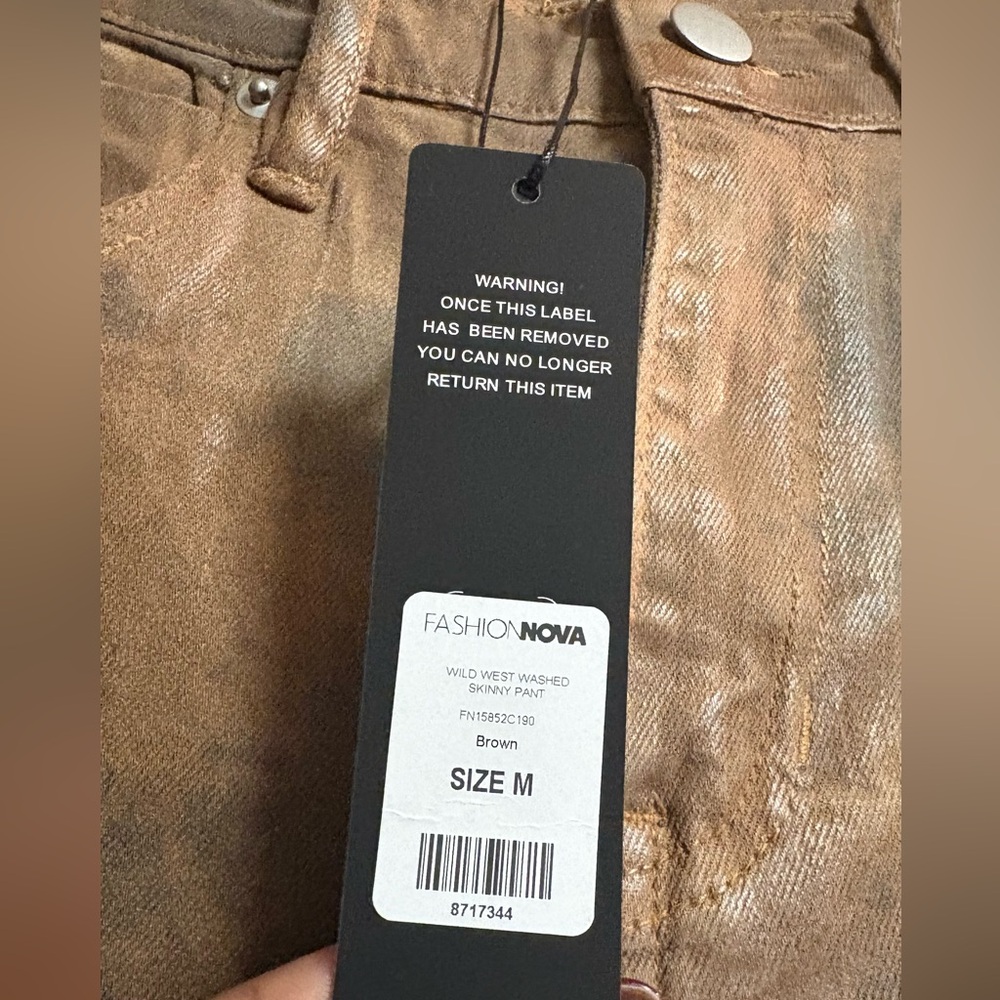 WARNING!
ONCE THIS LABEL
HAS BEEN REMOVED
YOU CAN NO LONGER
RETURN THIS ITEM
FASHIONNOVA
WILD WEST WASHED
SKINNY PANT
FN15852C190
Brown
SIZE M
8717344